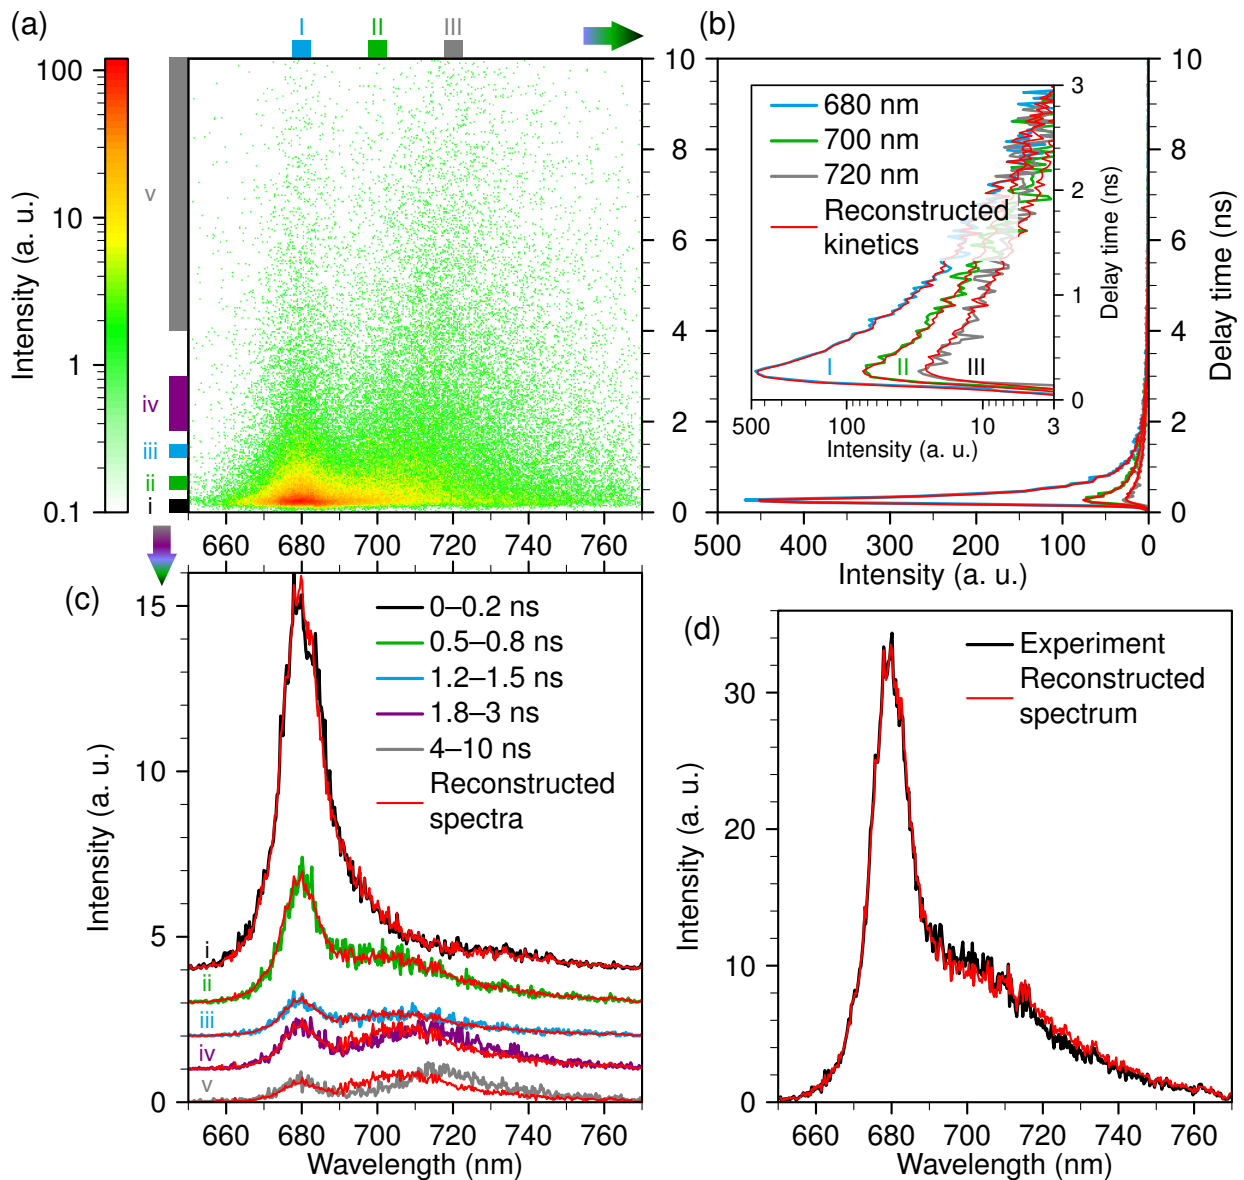 (a)
I
II
III
Intensity (a. u.)
100
10
1
0.1
v
iv
iii
ii
i
10
8
6
4
2
0
660 680 700 720 740 760
(b)
680 nm
700 nm
720 nm
Reconstructed
kinetics
I II III
3
2
1
0
Delay time (ns)
500 100 10 3
Intensity (a. u.)
10
8
6
4
2
0
Delay time (ns)
500 400 300 200 100 0
Intensity (a. u.)
(c)
0–0.2 ns
0.5–0.8 ns
1.2–1.5 ns
1.8–3 ns
4–10 ns
Reconstructed
spectra
15
10
5
0
Intensity (a. u.)
i
ii
iii
iv
v
660 680 700 720 740 760
Wavelength (nm)
(d)
Experiment
Reconstructed
spectrum
30
20
10
0
Intensity (a. u.)
660 680 700 720 740 760
Wavelength (nm)